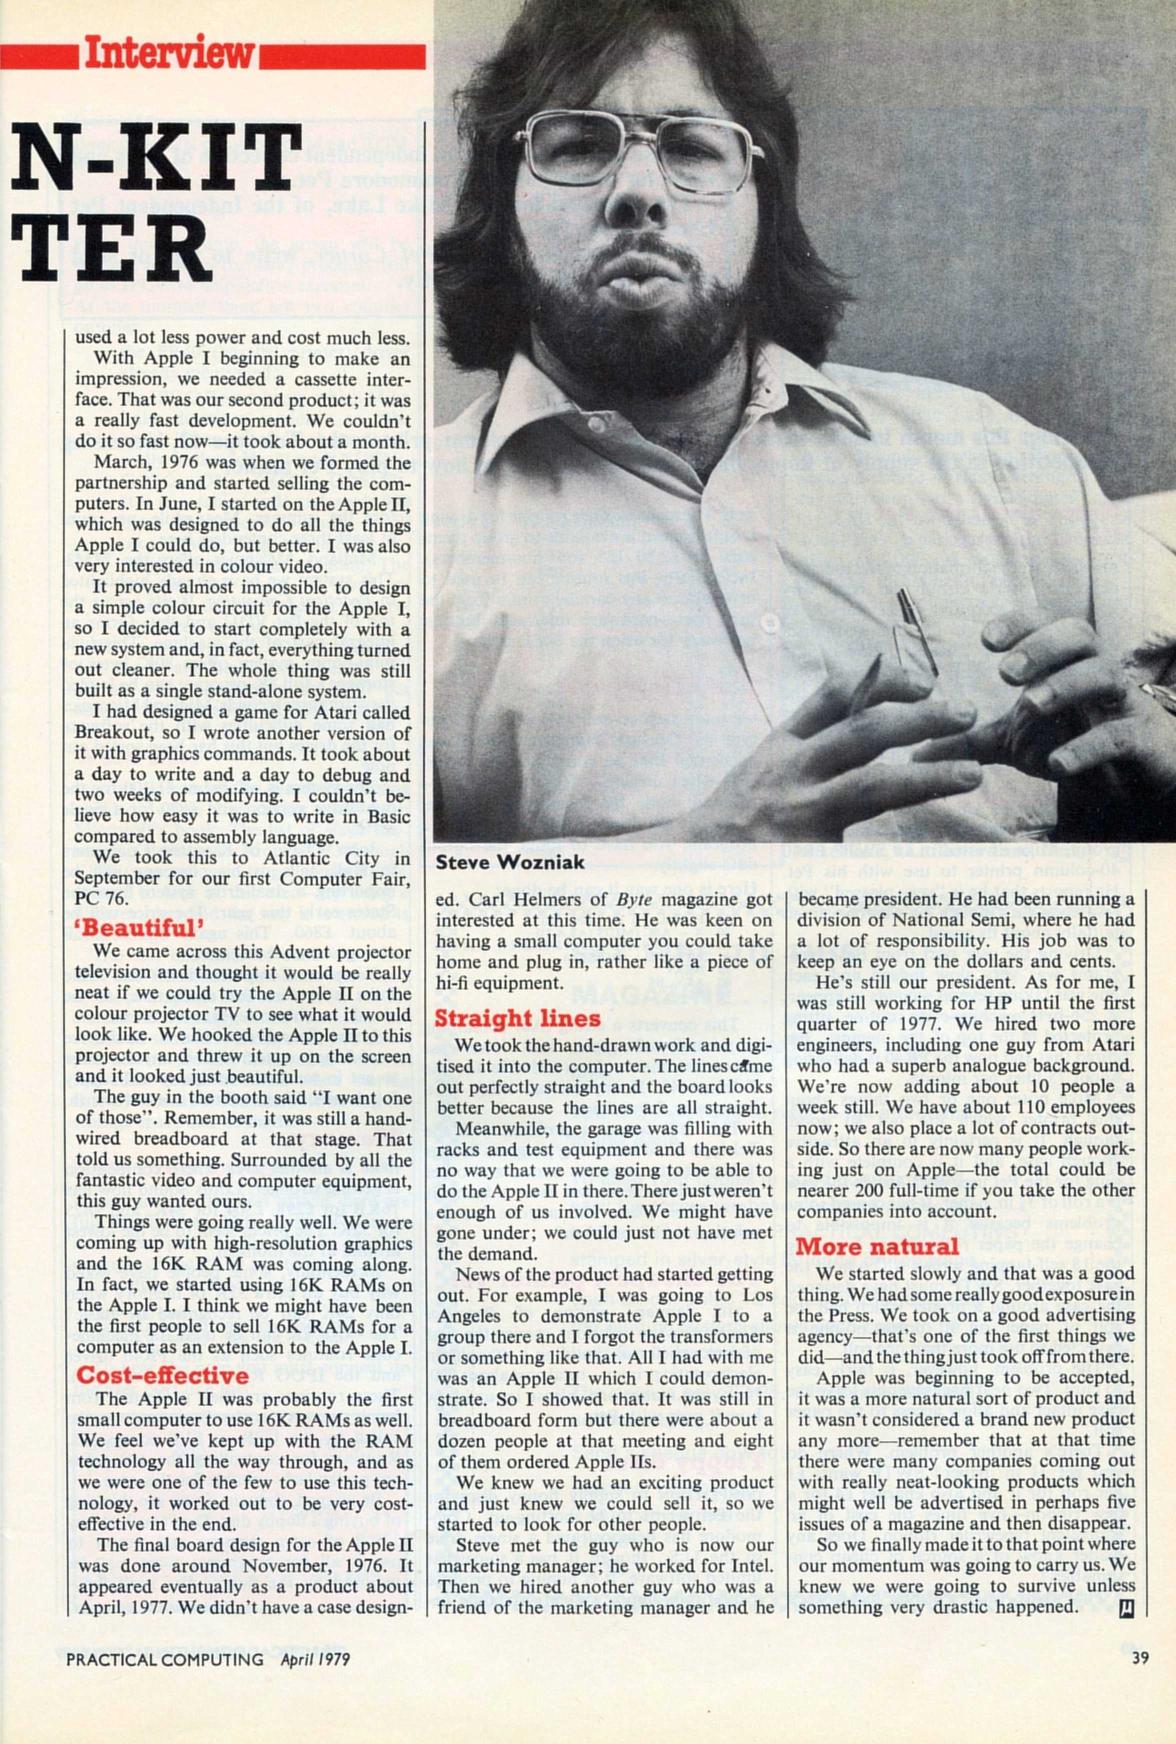 Interview
N-KIT
TER
used a lot less power and cost much less.
With Apple I beginning to make an
impression, we needed a cassette inter-
face. That was our second product; it was
a really fast development. We couldn't
do it so fast now—it took about a month.
March, 1976 was when we formed the
partnership and started selling the com-
puters. In June, I started on the Apple II,
which was designed to do all the things
Apple I could do, but better. I was also
very interested in colour video.
It proved almost impossible to design
a simple colour circuit for the Apple I,
so I decided to start completely with a
new system and, in fact, everything turned
out cleaner. The whole thing was still
built as a single stand-alone system.
I had designed a game for Atari called
Breakout, so I wrote another version of
it with graphics commands. It took about
a day to write and a day to debug and
two weeks of modifying. I couldn't be-
lieve how easy it was to write in Basic
compared to assembly language.
We took this to Atlantic City in
September for our first Computer Fair,
PC 76.
‘Beautiful’
We came across this Advent projector
television and thought it would be really
neat if we could try the Apple II on the
colour projector TV to see what it would
look like. We hooked the Apple II to this
projector and threw it up on the screen
and it looked just beautiful.
The guy in the booth said “I want one
of those”. Remember, it was still a hand-
wired breadboard at that stage. That
told us something. Surrounded by all the
fantastic video and computer equipment,
this guy wanted ours.
Things were going really well. We were
coming up with high-resolution graphics
and the 16K RAM was coming along.
In fact, we started using 16K RAMs on
the Apple I. I think we might have been
the first people to sell 16K RAMs for a
computer as an extension to the Apple I.
Cost-effective
The Apple II was probably the first
small computer to use 16K RAMs as well.
We feel we've kept up with the RAM
technology all the way through, and as
we were one of the few to use this tech-
nology, it worked out to be very cost-
effective in the end.
The final board design for the Apple II
was done around November, 1976. It
appeared eventually as a product about
April, 1977. We didn't have a case design-
Steve Wozniak
ed. Carl Helmers of Byte magazine got
interested at this time. He was keen on
having a small computer you could take
home and plug in, rather like a piece of
hi-fi equipment.
Straight lines
We took the hand-drawn work and digi-
tised it into the computer. The lines came
out perfectly straight and the board looks
better because the lines are all straight.
Meanwhile, the garage was filling with
racks and test equipment and there was
no way that we were going to be able to
do the Apple II in there. There just weren't
enough of us involved. We might have
gone under; we could just not have met
the demand.
News of the product had started getting
out. For example, I was going to Los
Angeles to demonstrate Apple I to a
group there and I forgot the transformers
or something like that. All I had with me
was an Apple II which I could demon-
strate. So I showed that. It was still in
breadboard form but there were about a
dozen people at that meeting and eight
of them ordered Apple IIs.
We knew we had an exciting product
and just knew we could sell it, so we
started to look for other people.
Steve met the guy who is now our
marketing manager; he worked for Intel.
Then we hired another guy who was a
friend of the marketing manager and he
became president. He had been running a
division of National Semi, where he had
a lot of responsibility. His job was to
keep an eye on the dollars and cents.
He's still our president. As for me, I
was still working for HP until the first
quarter of 1977. We hired two more
engineers, including one guy from Atari
who had a superb analogue background.
We're now adding about 10 people a
week still. We have about 110 employees
now; we also place a lot of contracts out-
side. So there are now many people work-
ing just on Apple—the total could be
nearer 200 full-time if you take the other
companies into account.
More natural
We started slowly and that was a good
thing. We had some really good exposure in
the Press. We took on a good advertising
agency—that's one of the first things we
did—and the thing just took off from there.
Apple was beginning to be accepted,
it was a more natural sort of product and
it wasn't considered a brand new product
any more—remember that at that time
there were many companies coming out
with really neat-looking products which
might well be advertised in perhaps five
issues of a magazine and then disappear.
So we finally made it to that point where
our momentum was going to carry us. We
knew we were going to survive unless
something very drastic happened. μ
PRACTICAL COMPUTING April 1979
39